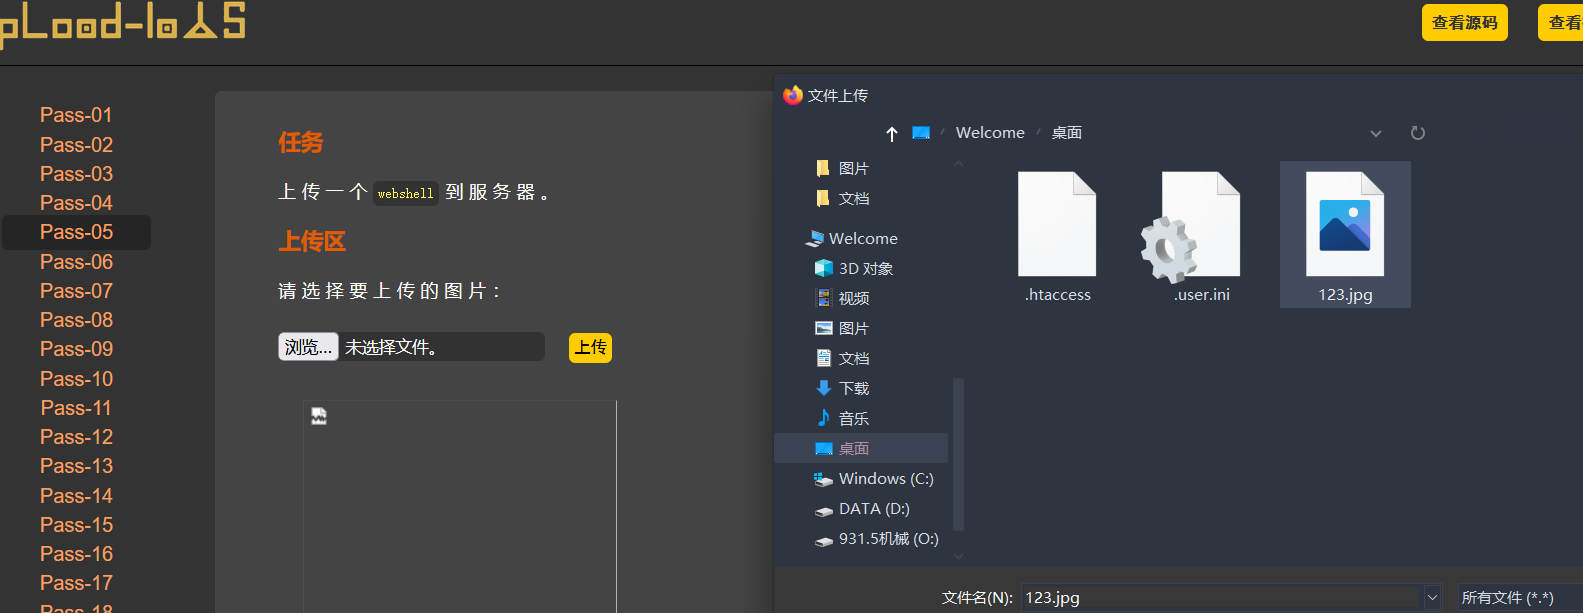 pLoad-labs
查看源码
查看
Pass-01
Pass-02
Pass-03
Pass-04
Pass-05
Pass-06
Pass-07
Pass-08
Pass-09
Pass-10
Pass-11
Pass-12
Pass-13
Pass-14
Pass-15
Pass-16
Pass-17
Pass-18
任务
上传一个 webshell 到服务器。
上传区
请选择要上传的图片：
浏览... 未选择文件。 上传
文件上传
Welcome 桌面
图片
文档
Welcome
3D 对象
视频
图片
文档
下载
音乐
桌面
Windows (C:)
DATA (D:)
931.5机械 (O:)
.htaccess
.user.ini
123.jpg
文件名(N): 123.jpg 所有文件 (*.*)